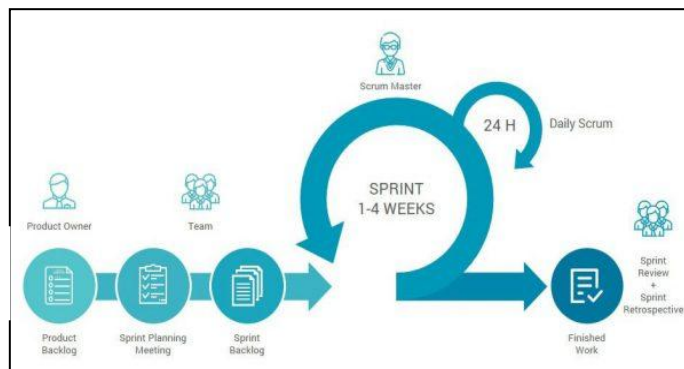 Scrum Master
24 H
Daily Scrum
SPRINT
1-4 WEEKS
Product Owner
Team
Product
Backlog
Sprint Planning
Meeting
Sprint
Backlog
Finished
Work
Sprint
Review
+
Sprint
Retrospective